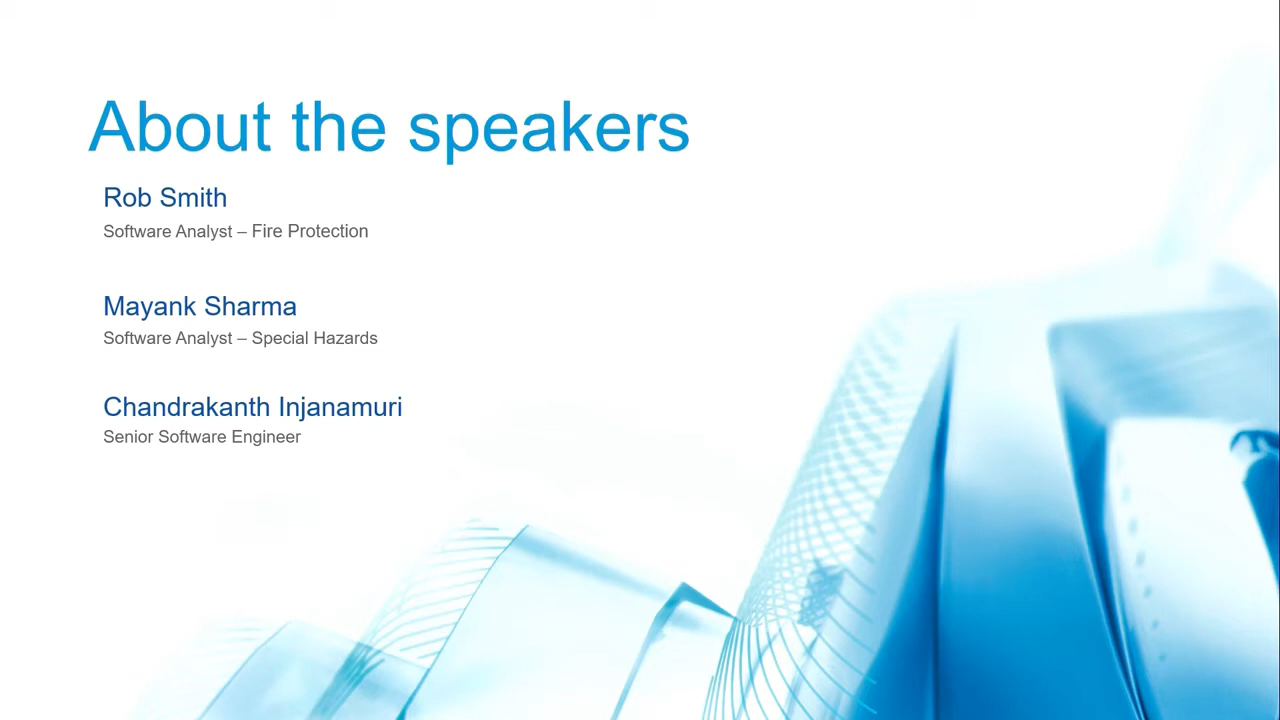 About the speakers
Rob Smith
Software Analyst – Fire Protection
Mayank Sharma
Software Analyst – Special Hazards
Chandrakanth Injanamuri
Senior Software Engineer